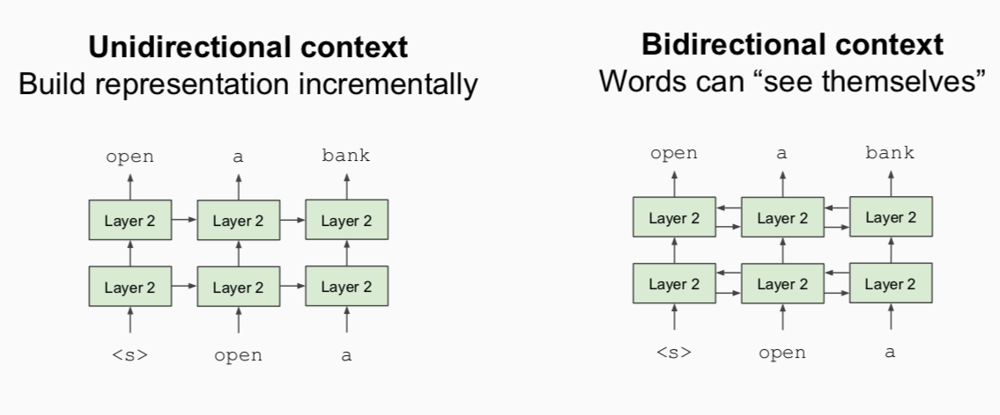 Unidirectional context
Build representation incrementally
open a bank
Layer 2 Layer 2 Layer 2
Layer 2 Layer 2 Layer 2
<s> open a
Bidirectional context
Words can “see themselves”
open a bank
Layer 2 Layer 2 Layer 2
Layer 2 Layer 2 Layer 2
<s> open a